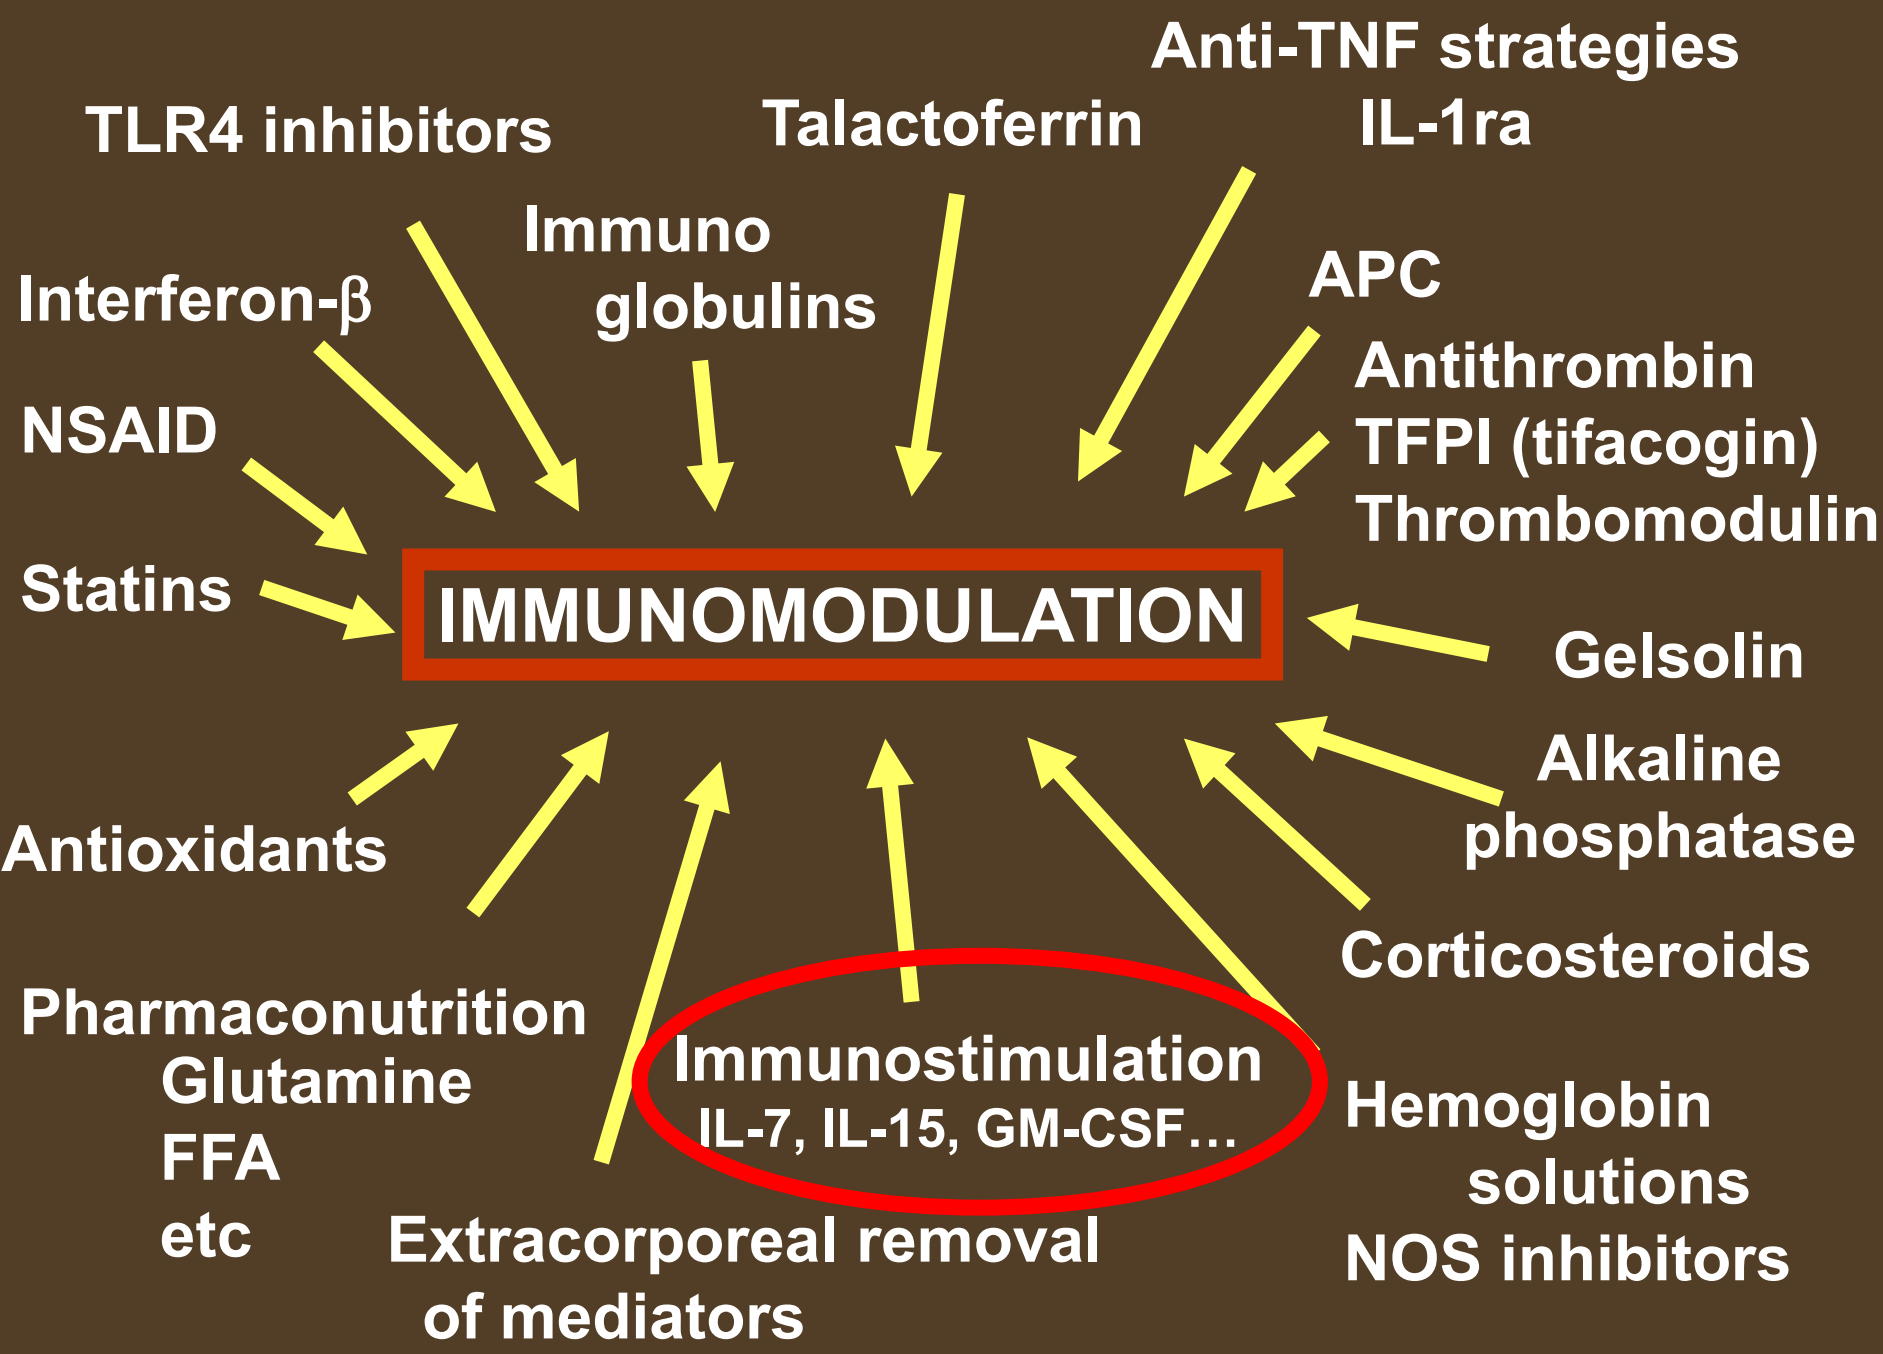 Anti-TNF strategies
IL-1ra
TLR4 inhibitors
Talactoferrin
Immuno
globulins
Interferon-β
APC
NSAID
Antithrombin
TFPI (tifacogin)
Thrombomodulin
Statins
IMMUNOMODULATION
Gelsolin
Alkaline
phosphatase
Antioxidants
Corticosteroids
Pharmaconutrition
Glutamine
FFA
etc
Immunostimulation
IL-7, IL-15, GM-CSF…
Hemoglobin
solutions
NOS inhibitors
Extracorporeal removal
of mediators